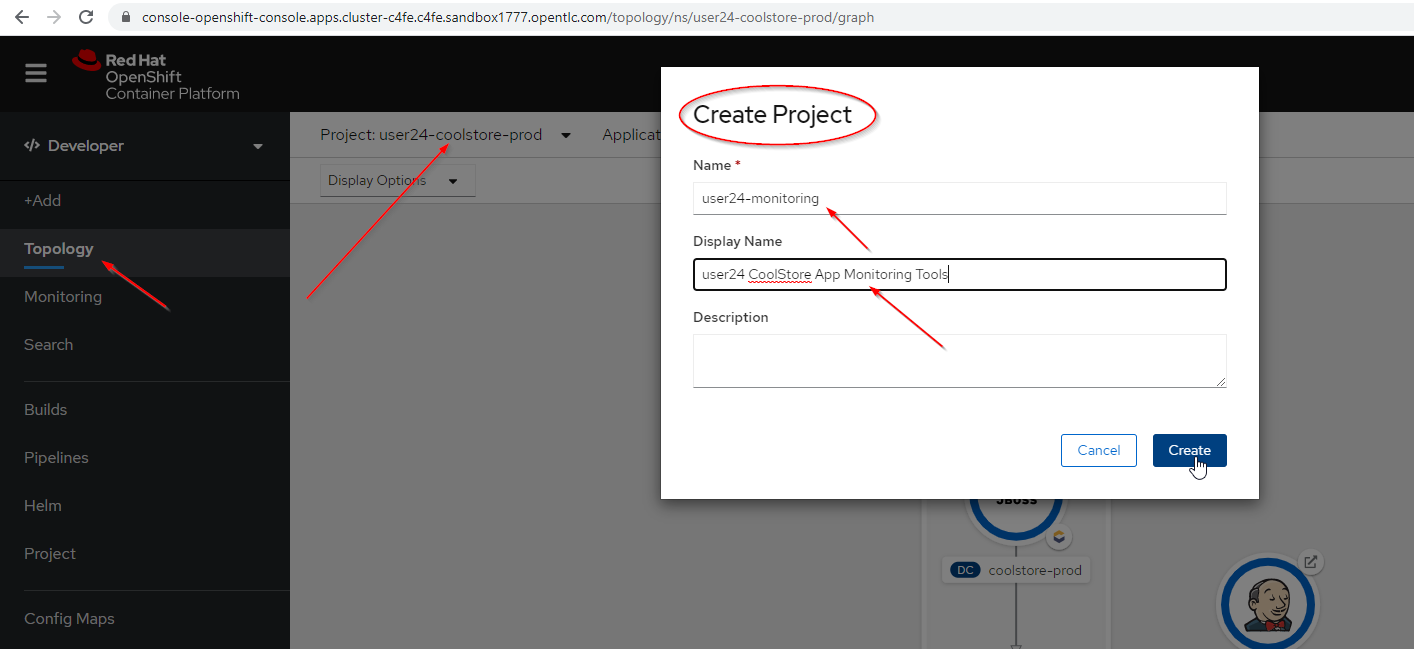 console-openshift-console.apps.cluster-c4fe.c4fe.sandbox1777.opentlc.com/topology/ns/user24-coolstore-prod/graph
Red Hat
OpenShift
Container Platform
Developer
+Add
Topology
Monitoring
Search
Builds
Pipelines
Helm
Project
Config Maps
Project: user24-coolstore-prod
Applicat
Display Options
Create Project
Name *
user24-monitoring
Display Name
user24 CoolStore App Monitoring Tools
Description
Cancel
Create
JBoss
DC coolstore-prod